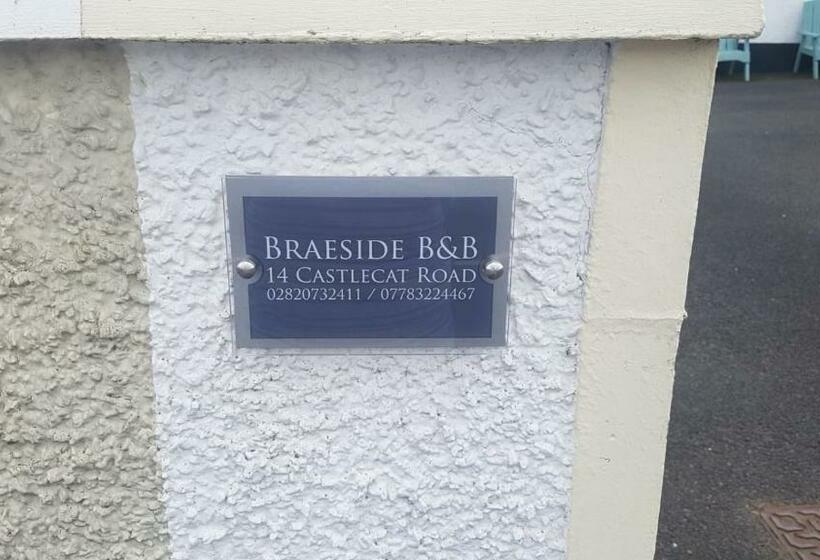 BRAESIDE B&B
14 CASTLECAT ROAD
02820732411 / 07783224467